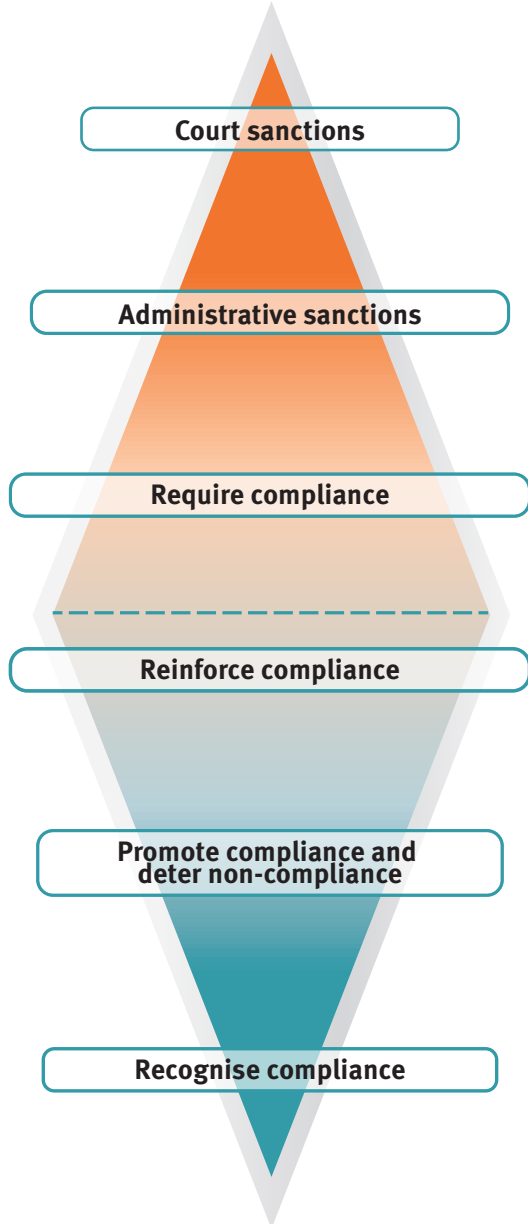 Court sanctions
Administrative sanctions
Require compliance
Reinforce compliance
Promote compliance and
deter non-compliance
Recognise compliance